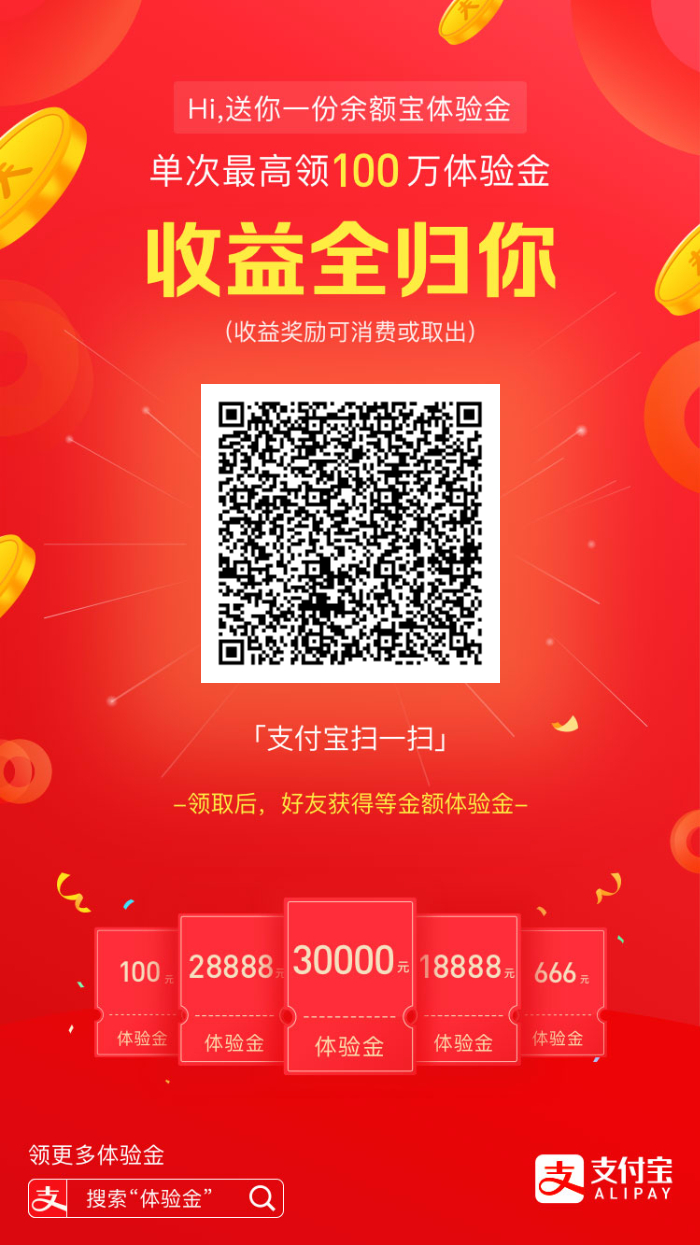 Hi,送你一份余额宝体验金
单次最高领100万体验金
收益全归你
（收益奖励可消费或取出）
「支付宝扫一扫」
–领取后，好友获得等金额体验金–
100元
体验金
28888元
体验金
30000元
体验金
18888元
体验金
666元
体验金
领更多体验金
支 搜索“体验金”
支 支付宝
ALIPAY